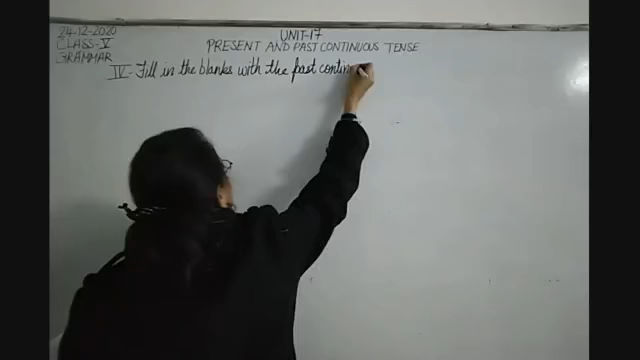 24-12-2020
CLASS-V
GRAMMAR
UNIT-17
PRESENT AND PAST CONTINUOUS TENSE
IV. Fill in the blanks with the past contin